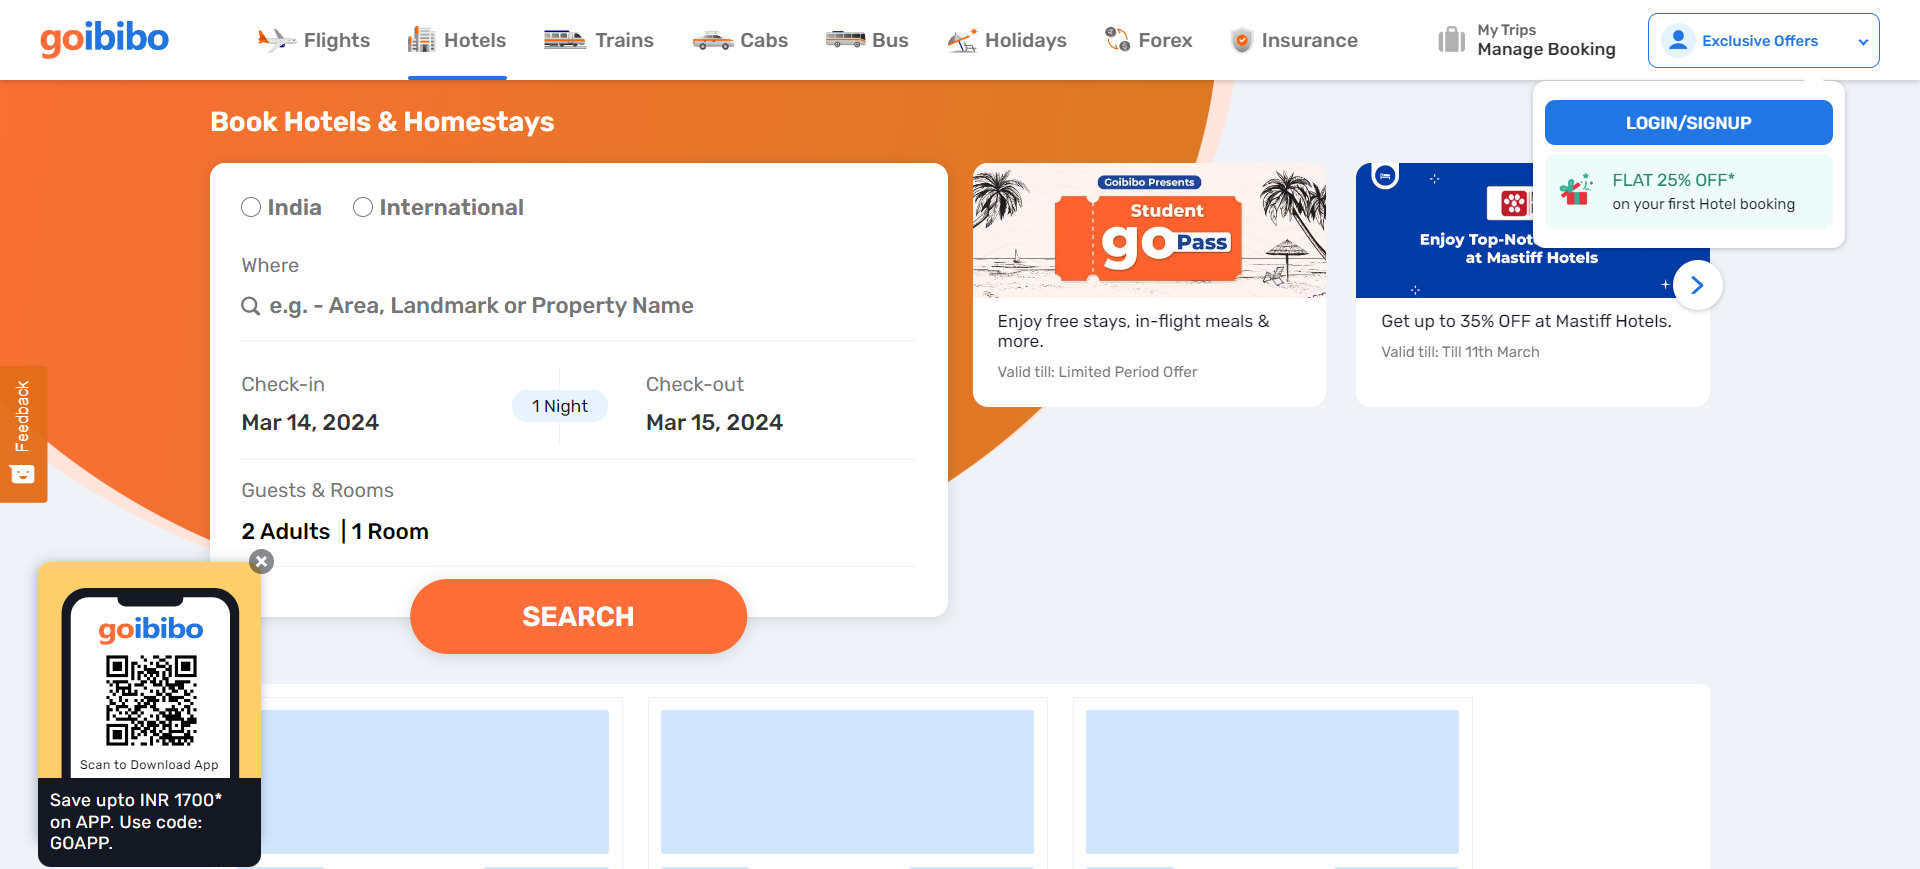 goibibo
Flights
Hotels
Trains
Cabs
Bus
Holidays
Forex
Insurance
My Trips
Manage Booking
Exclusive Offers
LOGIN/SIGNUP
FLAT 25% OFF*
on your first Hotel booking
Book Hotels & Homestays
India
International
Where
e.g. - Area, Landmark or Property Name
Check-in
Mar 14, 2024
1 Night
Check-out
Mar 15, 2024
Guests & Rooms
2 Adults | 1 Room
SEARCH
Goibibo Presents
Student
go Pass
Enjoy free stays, in-flight meals &
more.
Valid till: Limited Period Offer
Enjoy
at Mastiff Hotels
Get up to 35% OFF at Mastiff Hotels.
Valid till: Till 11th March
Feedback
goibibo
Scan to Download App
Save upto INR 1700*
on APP. Use code:
GOAPP.